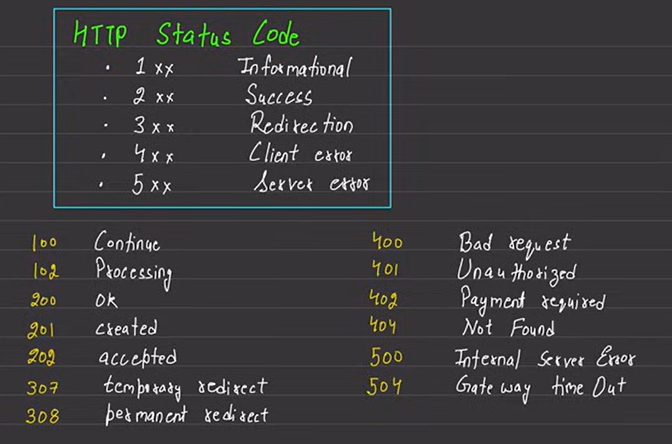 HTTP Status Code
· 1xx Informational
· 2xx Success
· 3xx Redirection
· 4xx Client error
· 5xx Server error
100 Continue
102 Processing
200 OK
201 created
202 accepted
307 temporary redirect
308 permanent redirect
400 Bad request
401 Unauthorized
402 Payment required
404 Not Found
500 Internal Server Error
504 Gateway time Out